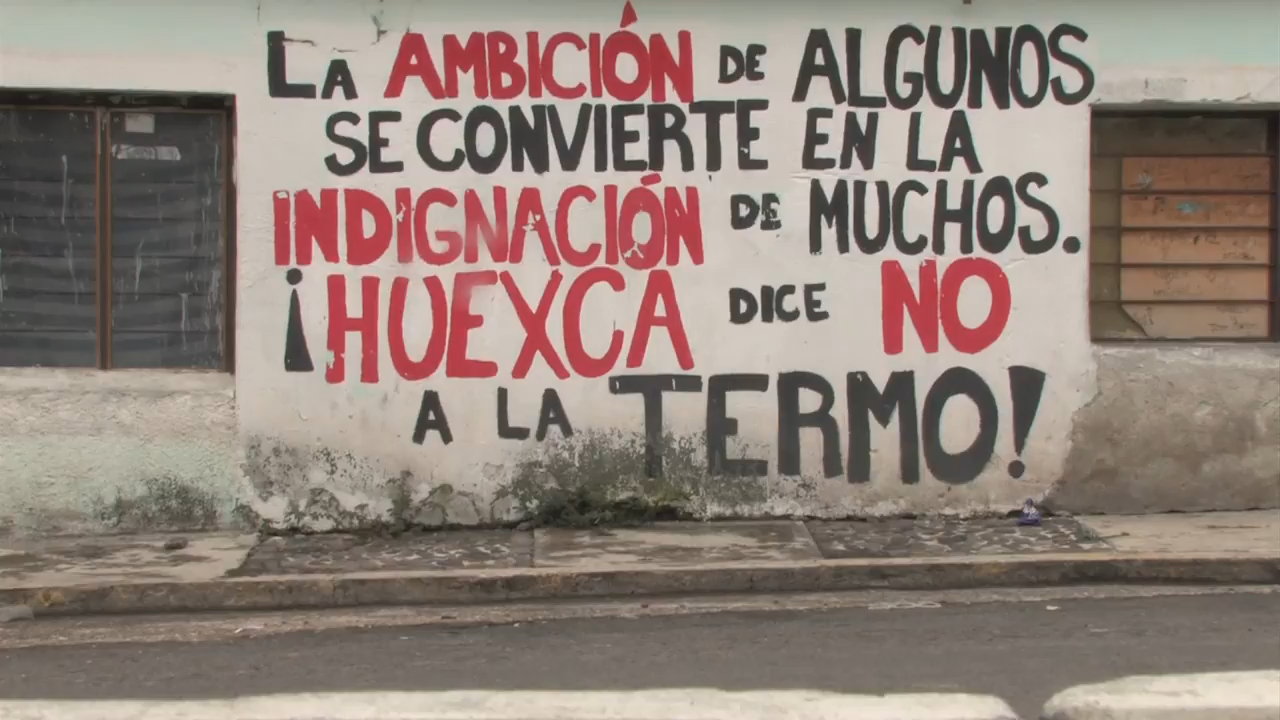 LA AMBICIÓN DE ALGUNOS
SE CONVIERTE EN LA
INDIGNACIÓN DE MUCHOS.
¡HUEXCA DICE NO
A LA TERMO!